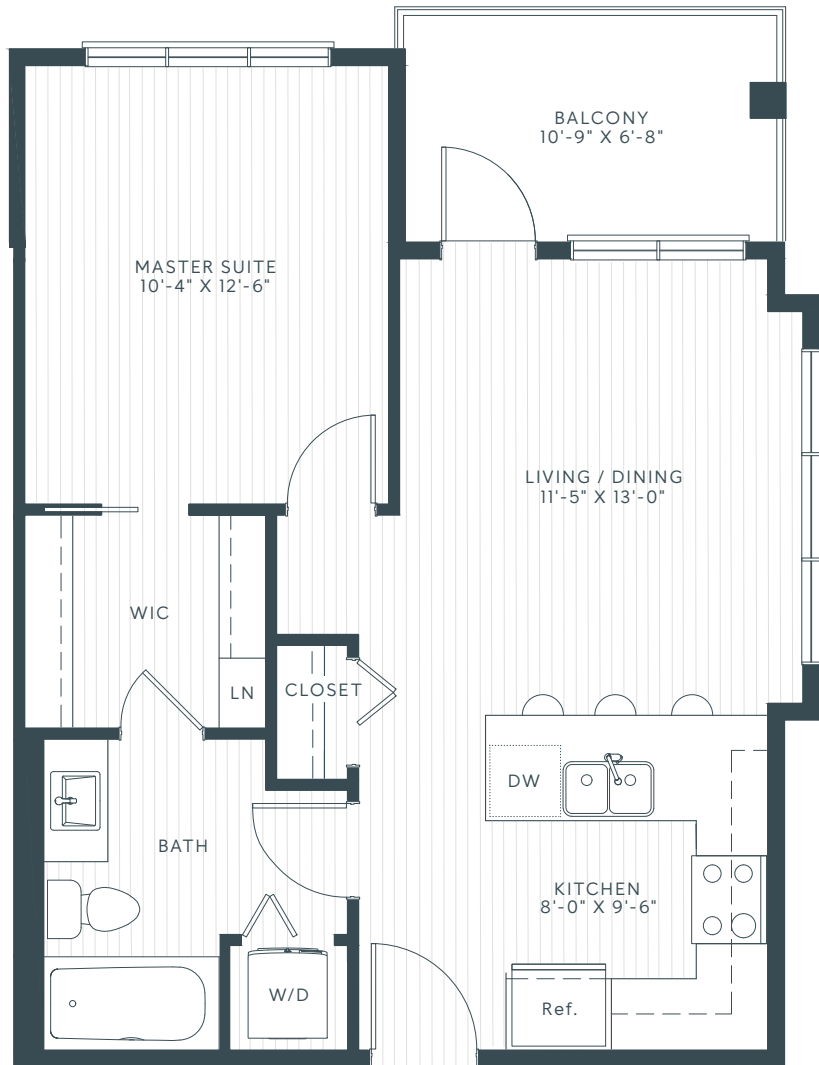 BALCONY
10'-9" X 6'-8"
MASTER SUITE
10'-4" X 12'-6"
LIVING / DINING
11'-5" X 13'-0"
WIC
LN
CLOSET
DW
BATH
KITCHEN
8'-0" X 9'-6"
W/D
Ref.